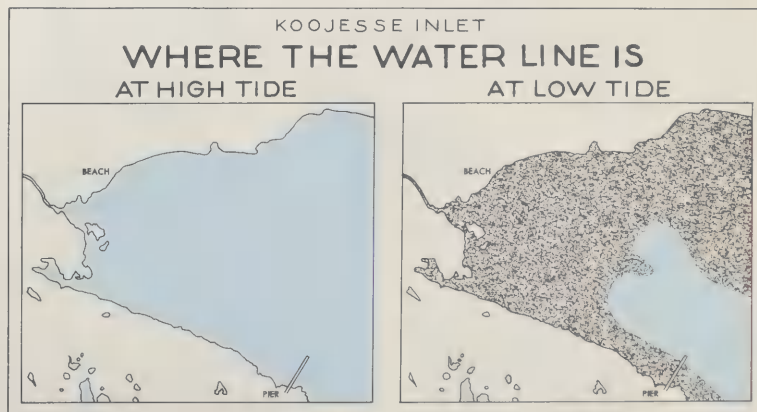 KOOJESSE INLET
WHERE THE WATER LINE IS
AT HIGH TIDE
AT LOW TIDE
BEACH
PIER
BEACH
PIER